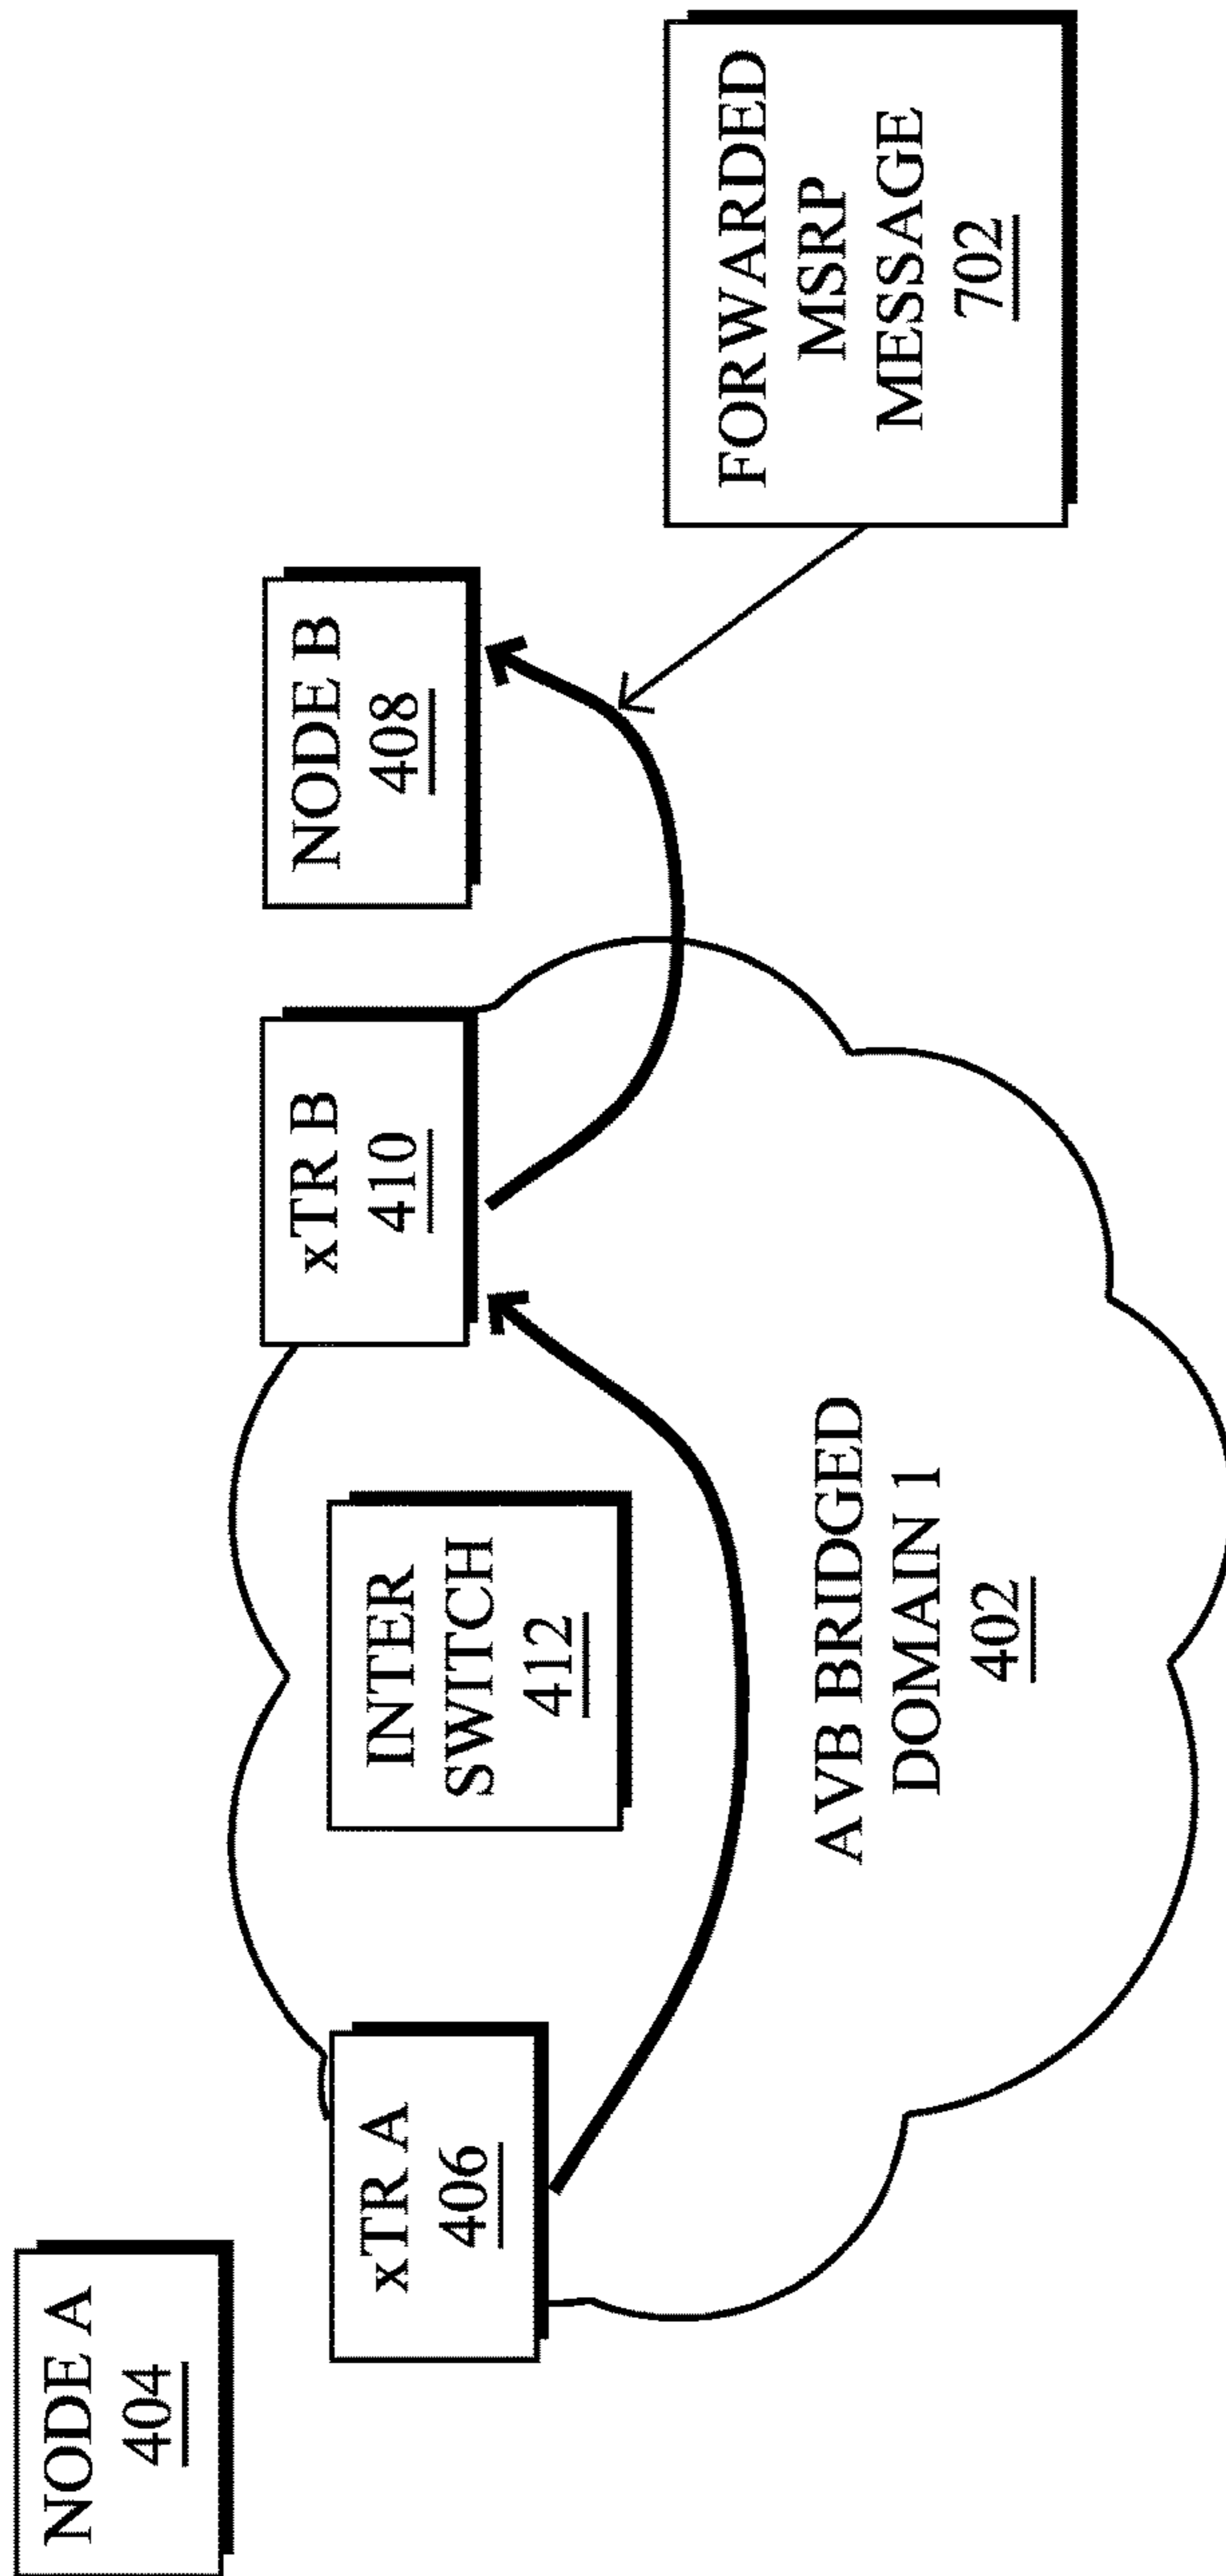 NODE A
404
xTR A
406
INTER
SWITCH
412
xTR B
410
NODE B
408
AVB BRIDGED
DOMAIN 1
402
FORWARDED
MSRP
MESSAGE
702